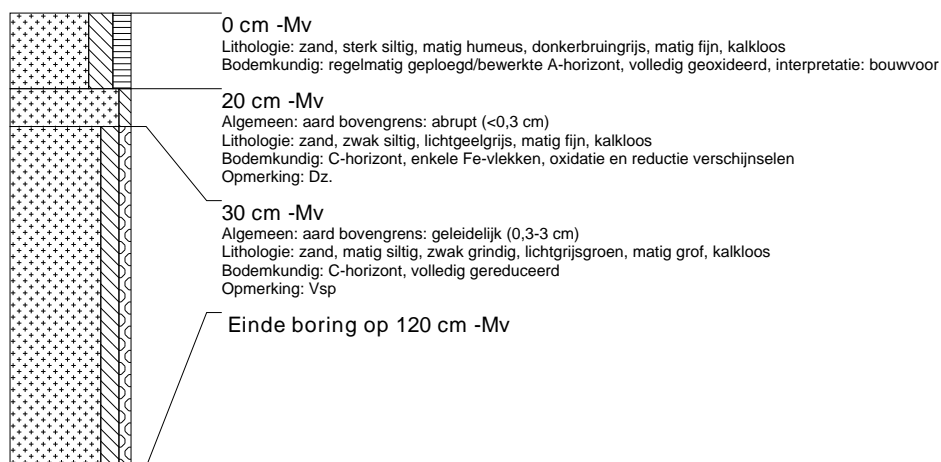 0 cm -Mv
Lithologie: zand, sterk siltig, matig humeus, donkerbruingrijs, matig fijn, kalkloos
Bodemkundig: regelmatig geploegd/bewerkte A-horizont, volledig geoxideerd, interpretatie: bouwvoor
20 cm -Mv
Algemeen: aard bovengrens: abrupt (<0,3 cm)
Lithologie: zand, zwak siltig, lichtgeelgrijs, matig fijn, kalkloos
Bodemkundig: C-horizont, enkele Fe-vlekken, oxidatie en reductie verschijnselen
Opmerking: Dz.
30 cm -Mv
Algemeen: aard bovengrens: geleidelijk (0,3-3 cm)
Lithologie: zand, matig siltig, zwak grindig, lichtgrijsgroen, matig grof, kalkloos
Bodemkundig: C-horizont, volledig gereduceerd
Opmerking: Vsp
Einde boring op 120 cm -Mv